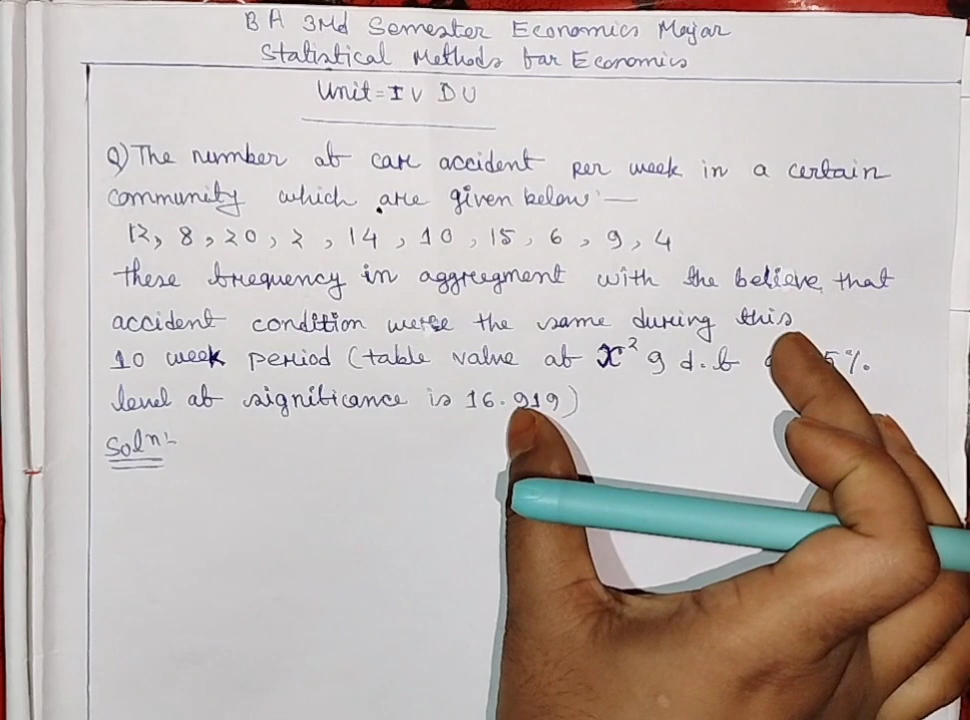 BA 3rd Semester Economics Major
Statistical Methods for Economics
Unit = IV DU
Q) The number of car accident per week in a certain
community which are given below :—
12, 8, 20, 2, 14, 10, 15, 6, 9, 4
these frequency in aggreegment with the believe that
accident condition were the same during this
10 week period (table value of x² 9 d.f 5%.
level of significance is 16.919)
Soln:-